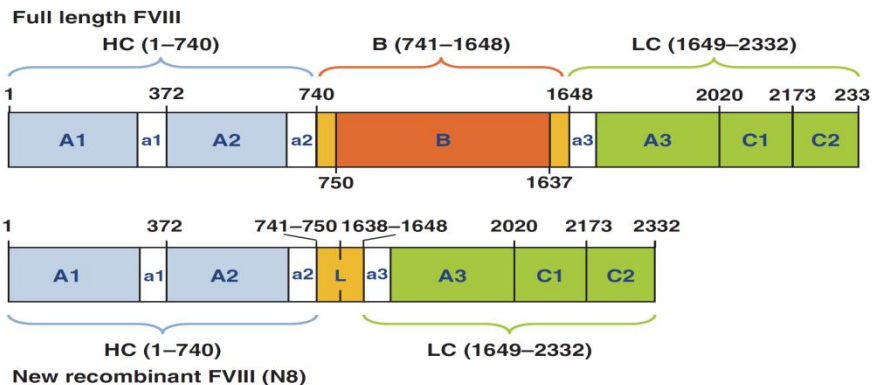 Full length FVIII
HC (1–740) B (741–1648) LC (1649–2332)
1 372 740 1648 2020 2173 233
A1 a1 A2 a2 B a3 A3 C1 C2
750 1637
1 372 741–750 1638–1648 2020 2173 2332
A1 a1 A2 a2 L a3 A3 C1 C2
HC (1–740) LC (1649–2332)
New recombinant FVIII (N8)